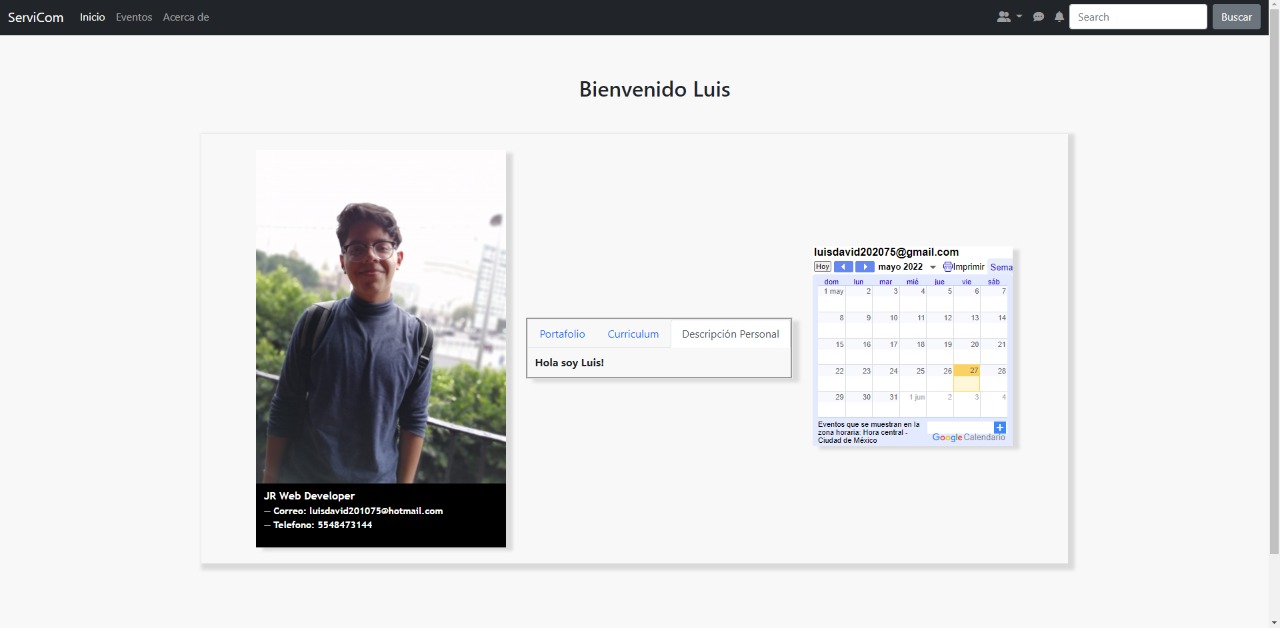 ServiCom Inicio Eventos Acerca de Search Buscar
Bienvenido Luis
JR Web Developer
— Correo: luisdavid201075@hotmail.com
— Telefono: 5548473144
Portafolio Curriculum Descripción Personal
Hola soy Luis!
luisdavid202075@gmail.com
Hoy mayo 2022 Imprimir Sema
dom lun mar mié jue vie sáb
1 may 2 3 4 5 6 7
8 9 10 11 12 13 14
15 16 17 18 19 20 21
22 23 24 25 26 27 28
29 30 31 1 jun 2 3 4
Eventos que se muestran en la
zona horaria: Hora central -
Ciudad de México
Google Calendario